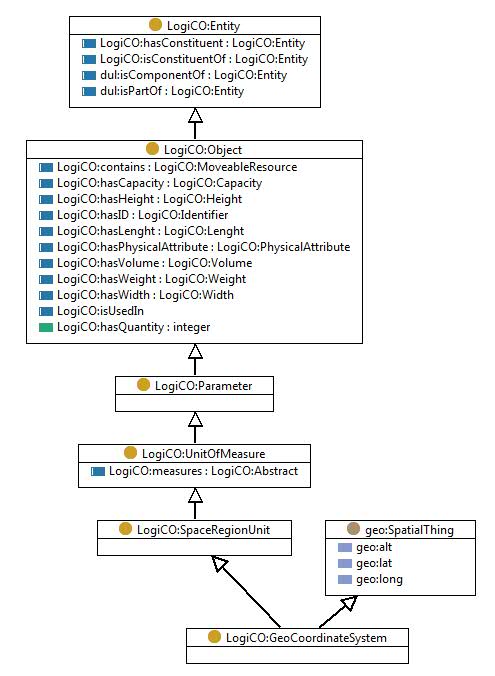 LogiCO:Entity
LogiCO:hasConstituent : LogiCO:Entity
LogiCO:isConstituentOf : LogiCO:Entity
dul:isComponentOf : LogiCO:Entity
dul:isPartOf : LogiCO:Entity
LogiCO:Object
LogiCO:contains : LogiCO:MoveableResource
LogiCO:hasCapacity : LogiCO:Capacity
LogiCO:hasHeight : LogiCO:Height
LogiCO:hasID : LogiCO:Identifier
LogiCO:hasLenght : LogiCO:Lenght
LogiCO:hasPhysicalAttribute : LogiCO:PhysicalAttribute
LogiCO:hasVolume : LogiCO:Volume
LogiCO:hasWeight : LogiCO:Weight
LogiCO:hasWidth : LogiCO:Width
LogiCO:isUsedIn
LogiCO:hasQuantity : integer
LogiCO:Parameter
LogiCO:UnitOfMeasure
LogiCO:measures : LogiCO:Abstract
LogiCO:SpaceRegionUnit
geo:SpatialThing
geo:alt
geo:lat
geo:long
LogiCO:GeoCoordinateSystem